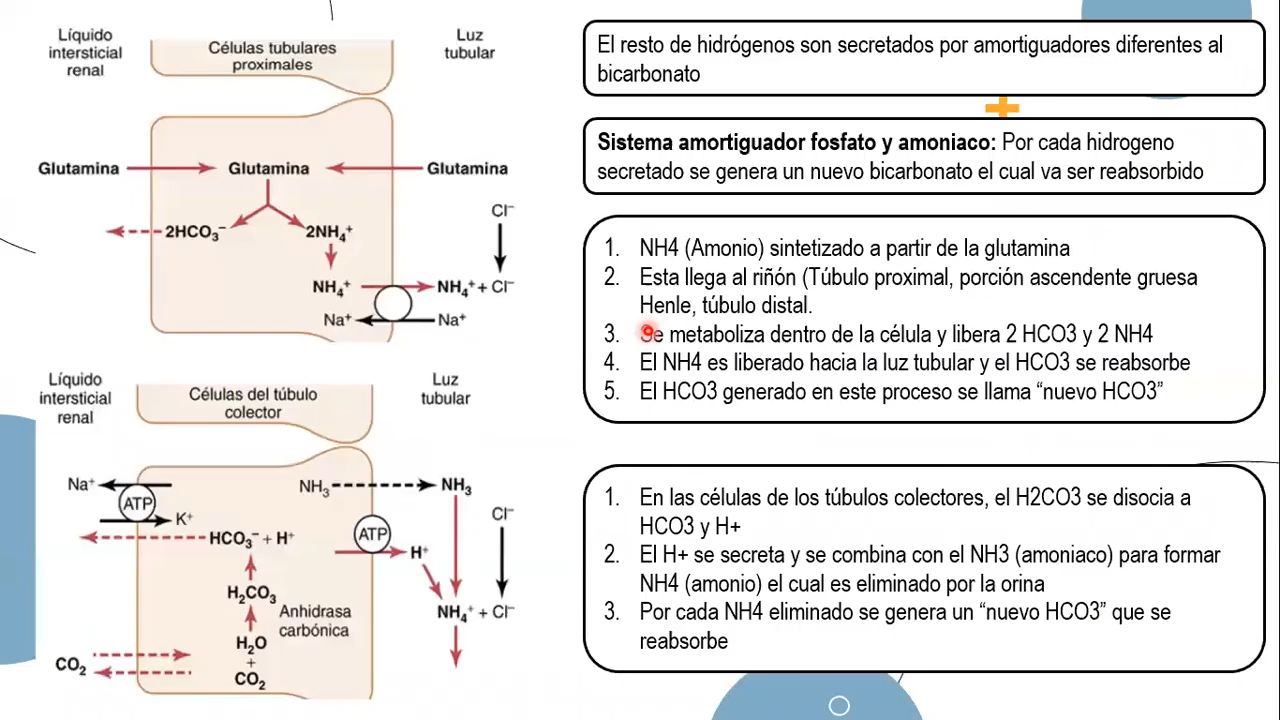 Líquido
intersticial
renal
Células tubulares
proximales
Luz
tubular
Glutamina
Glutamina
Glutamina
Cl⁻
2HCO₃⁻
2NH₄⁺
NH₄⁺
NH₄⁺ + Cl⁻
Na⁺
Na⁺
Líquido
intersticial
renal
Células del túbulo
colector
Luz
tubular
Na⁺
ATP
K⁺
NH₃
NH₃
Cl⁻
HCO₃⁻ + H⁺
ATP
H⁺
H₂CO₃
Anhidrasa
carbónica
NH₄⁺ + Cl⁻
H₂O
+
CO₂
CO₂
El resto de hidrógenos son secretados por amortiguadores diferentes al
bicarbonato
Sistema amortiguador fosfato y amoniaco: Por cada hidrogeno
secretado se genera un nuevo bicarbonato el cual va ser reabsorbido
1. NH4 (Amonio) sintetizado a partir de la glutamina
2. Esta llega al riñón (Túbulo proximal, porción ascendente gruesa
Henle, túbulo distal.
3. Se metaboliza dentro de la célula y libera 2 HCO3 y 2 NH4
4. El NH4 es liberado hacia la luz tubular y el HCO3 se reabsorbe
5. El HCO3 generado en este proceso se llama “nuevo HCO3”
1. En las células de los túbulos colectores, el H2CO3 se disocia a
HCO3 y H+
2. El H+ se secreta y se combina con el NH3 (amoniaco) para formar
NH4 (amonio) el cual es eliminado por la orina
3. Por cada NH4 eliminado se genera un “nuevo HCO3” que se
reabsorbe